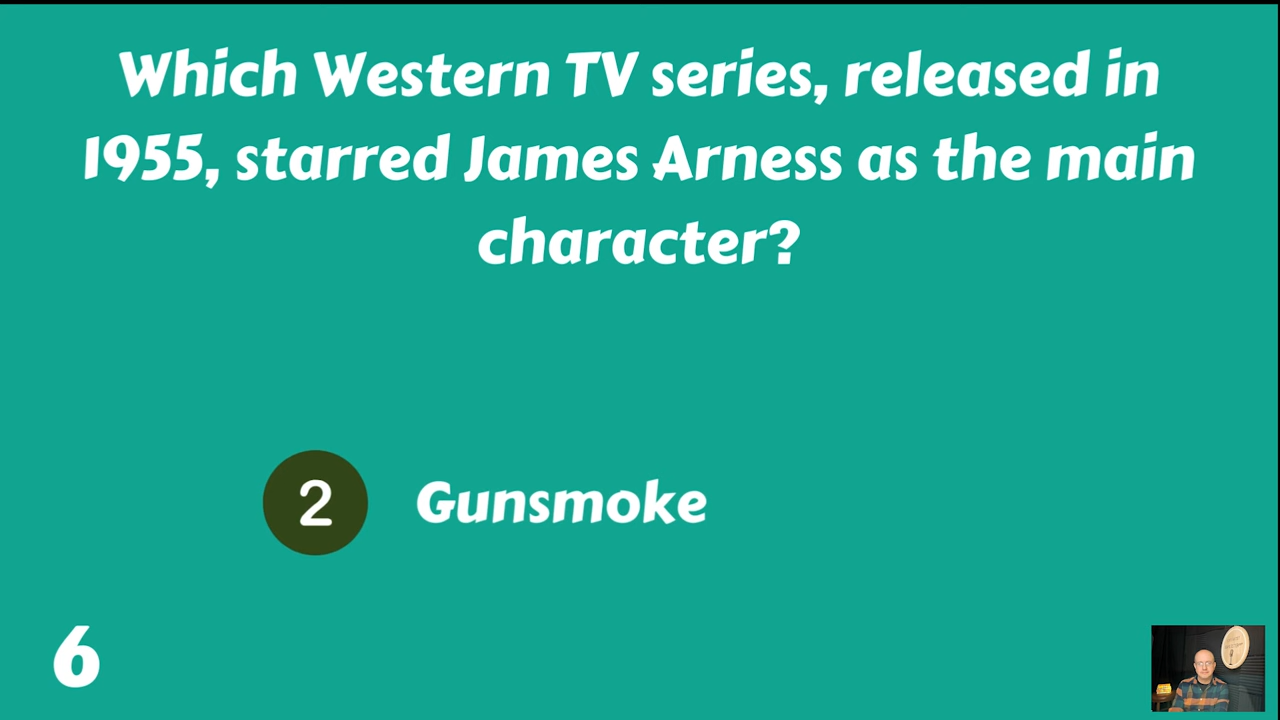 Which Western TV series, released in
1955, starred James Arness as the main
character?
2 Gunsmoke
6